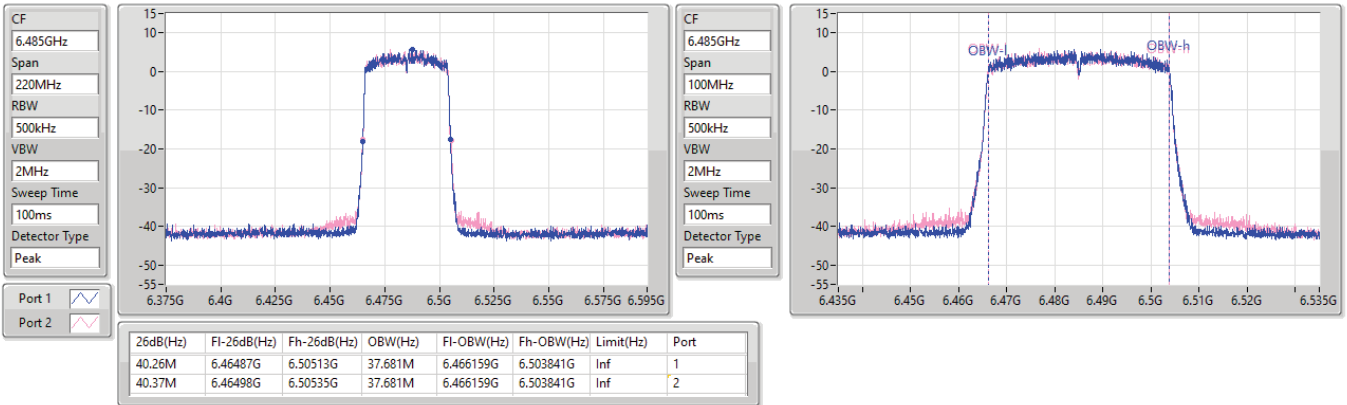 CF
6.485GHz
Span
220MHz
RBW
500kHz
VBW
2MHz
Sweep Time
100ms
Detector Type
Peak
Port 1
Port 2
15
10
0
-10
-20
-30
-40
-50
-55
6.375G 6.4G 6.425G 6.45G 6.475G 6.5G 6.525G 6.55G 6.575G 6.595G
CF
6.485GHz
Span
100MHz
RBW
500kHz
VBW
2MHz
Sweep Time
100ms
Detector Type
Peak
15
10
0
-10
-20
-30
-40
-50
-55
OBW-l OBW-h
6.435G 6.45G 6.46G 6.47G 6.48G 6.49G 6.5G 6.51G 6.52G 6.535G
26dB(Hz) Fl-26dB(Hz) Fh-26dB(Hz) OBW(Hz) Fl-OBW(Hz) Fh-OBW(Hz) Limit(Hz) Port
40.26M 6.46487G 6.50513G 37.681M 6.466159G 6.503841G Inf 1
40.37M 6.46498G 6.50535G 37.681M 6.466159G 6.503841G Inf 2